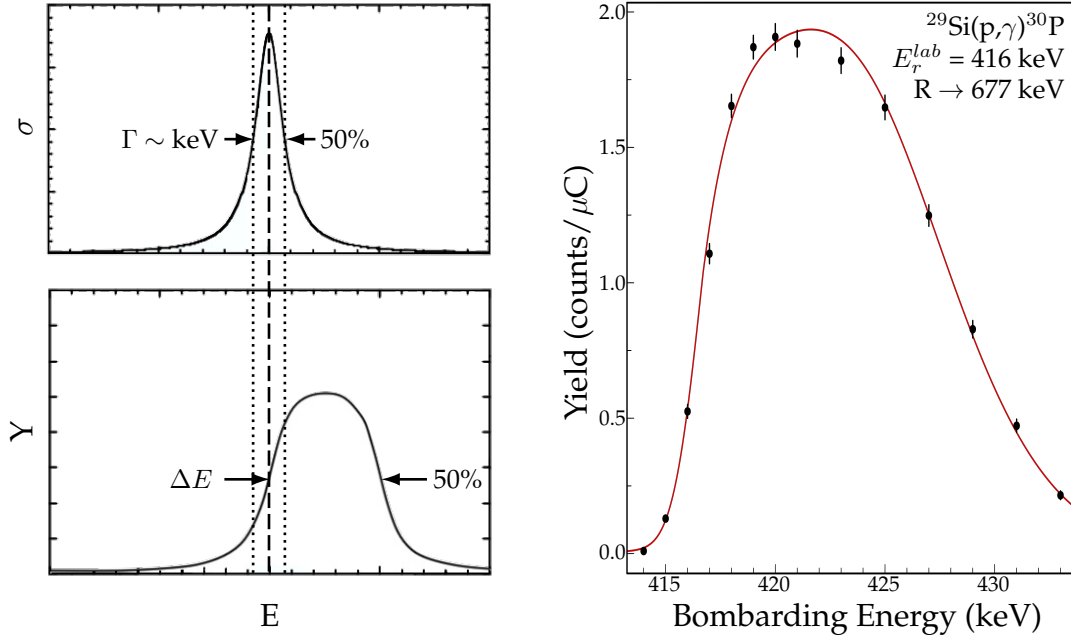 σ
Γ ∼ keV
50%
Y
ΔE
50%
E
²⁹Si(p,γ)³⁰P
E_r^{lab} = 416 keV
R → 677 keV
Yield (counts/μC)
2.0
1.5
1.0
0.5
0.0
415 420 425 430
Bombarding Energy (keV)